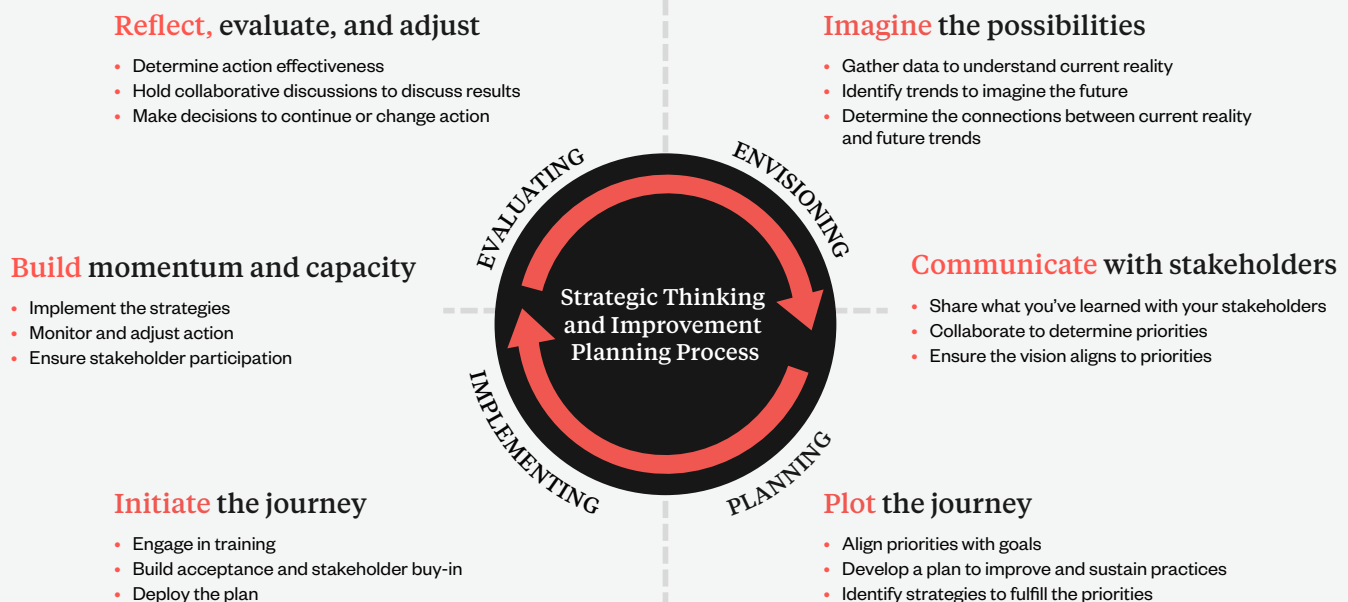 Reflect, evaluate, and adjust
• Determine action effectiveness
• Hold collaborative discussions to discuss results
• Make decisions to continue or change action
Imagine the possibilities
• Gather data to understand current reality
• Identify trends to imagine the future
• Determine the connections between current reality
and future trends
EVALUATING
ENVISIONING
Build momentum and capacity
• Implement the strategies
• Monitor and adjust action
• Ensure stakeholder participation
Strategic Thinking
and Improvement
Planning Process
Communicate with stakeholders
• Share what you’ve learned with your stakeholders
• Collaborate to determine priorities
• Ensure the vision aligns to priorities
IMPLEMENTING
PLANNING
Initiate the journey
• Engage in training
• Build acceptance and stakeholder buy-in
• Deploy the plan
Plot the journey
• Align priorities with goals
• Develop a plan to improve and sustain practices
• Identify strategies to fulfill the priorities